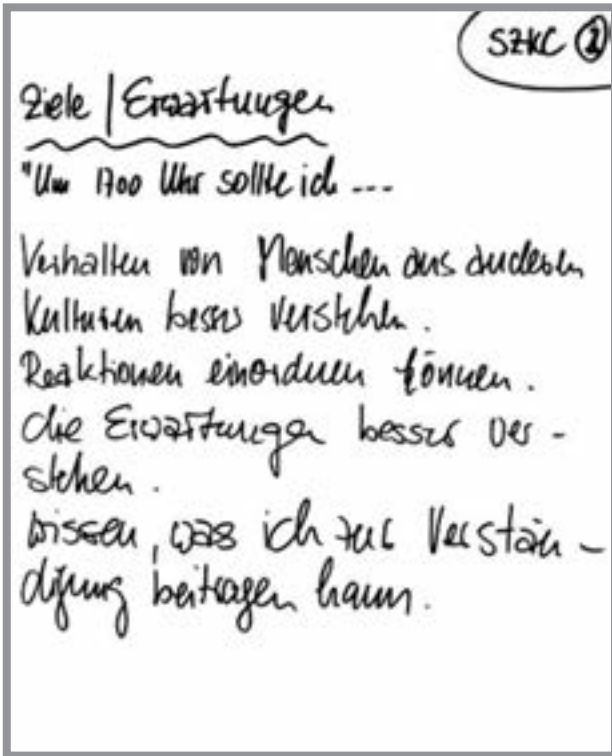 SZKC ②
Ziele | Erwartungen
"Um 1700 Uhr sollte ich ---
Verhalten von Menschen aus anderen
Kulturen besser verstehen.
Reaktionen einordnen können.
die Erwartungen besser ver-
stehen.
wissen, was ich zur Verstän-
digung beitragen kann.